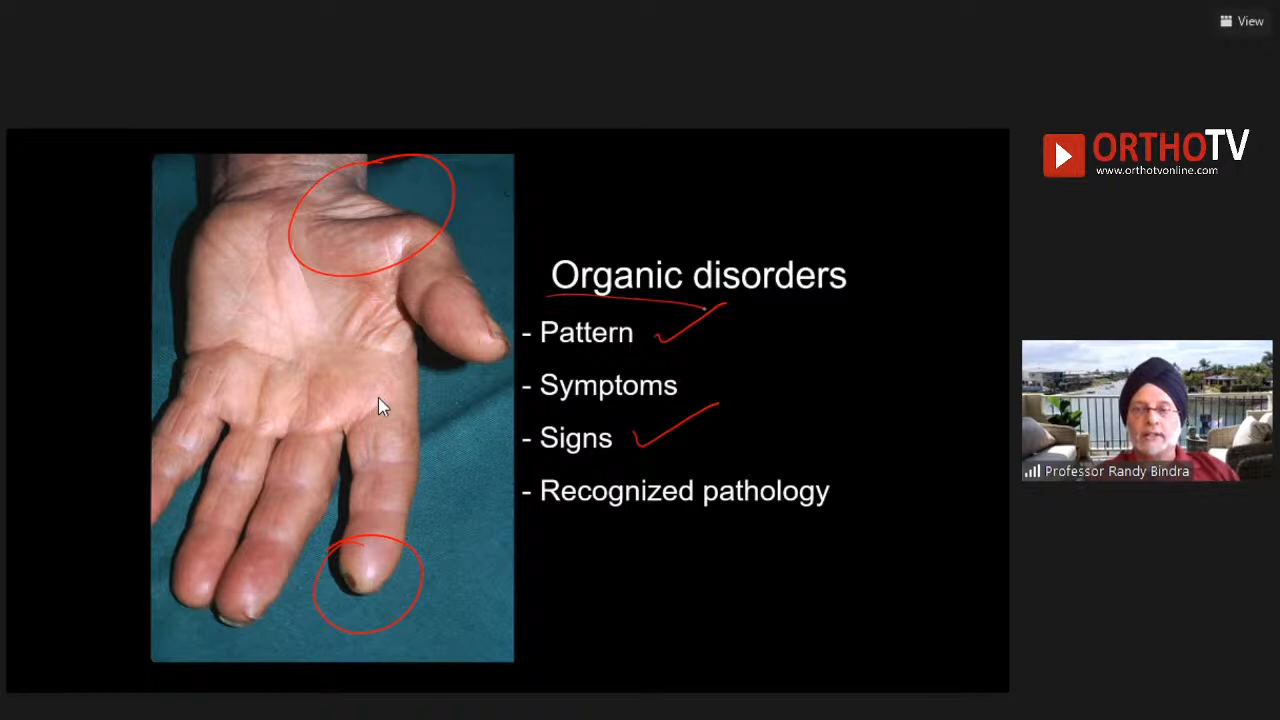 View
ORTHOTV
www.orthotvonline.com
Organic disorders
- Pattern
- Symptoms
- Signs
- Recognized pathology
Professor Randy Bindra